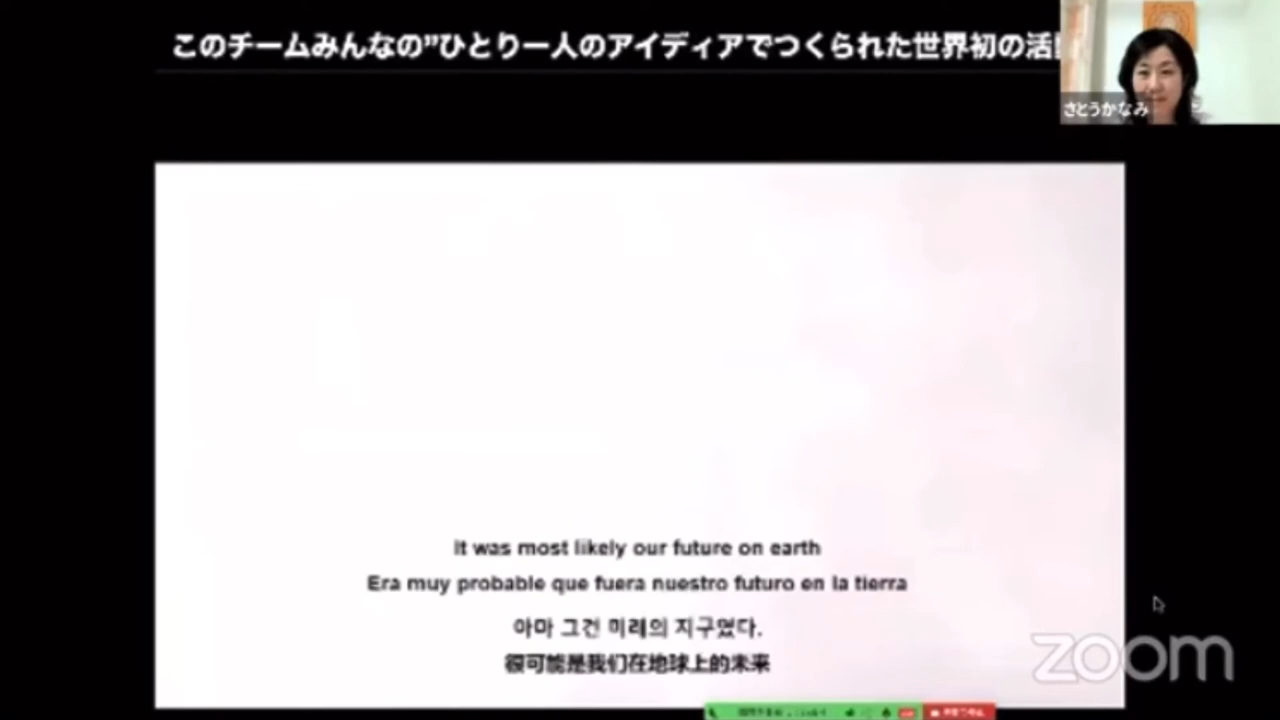 このチームみんなの”ひとり一人のアイディアでつくられた世界初の活
さとうかなみ
It was most likely our future on earth
Era muy probable que fuera nuestro futuro en la tierra
아마 그건 미래의 지구였다.
很可能是我们在地球上的未来
zoom